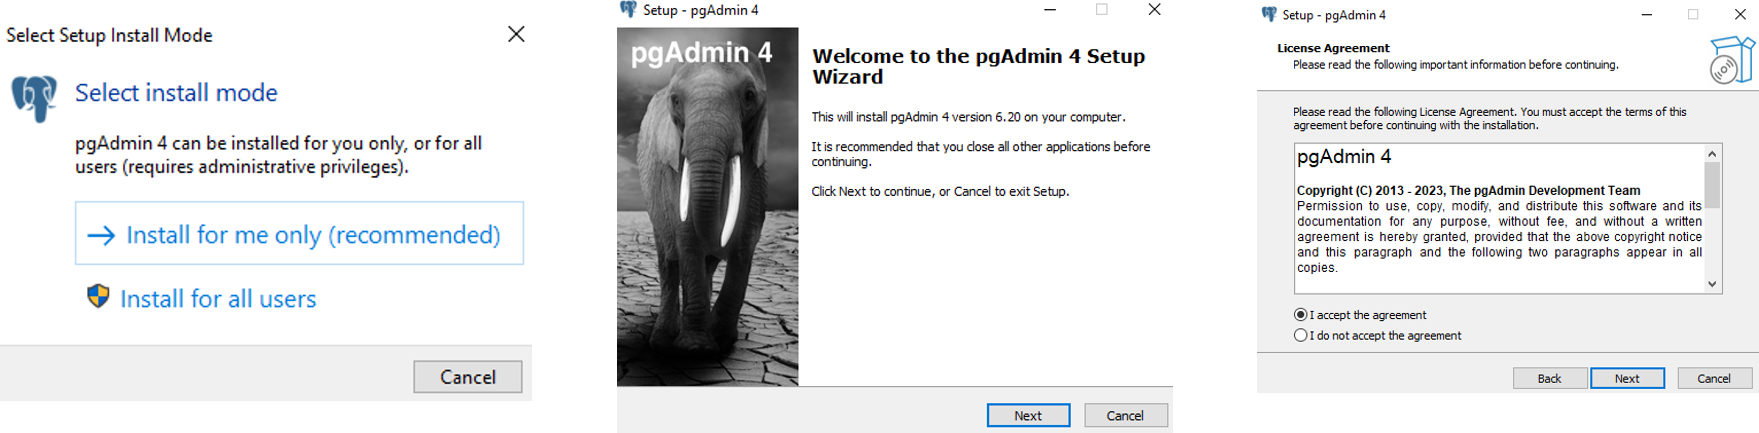 Select Setup Install Mode
Select install mode
pgAdmin 4 can be installed for you only, or for all
users (requires administrative privileges).
Install for me only (recommended)
Install for all users
Cancel
Setup - pgAdmin 4
pgAdmin 4
Welcome to the pgAdmin 4 Setup
Wizard
This will install pgAdmin 4 version 6.20 on your computer.
It is recommended that you close all other applications before
continuing.
Click Next to continue, or Cancel to exit Setup.
Next
Cancel
Setup - pgAdmin 4
License Agreement
Please read the following important information before continuing.
Please read the following License Agreement. You must accept the terms of this
agreement before continuing with the installation.
pgAdmin 4
Copyright (C) 2013 - 2023, The pgAdmin Development Team
Permission to use, copy, modify, and distribute this software and its
documentation for any purpose, without fee, and without a written
agreement is hereby granted, provided that the above copyright notice
and this paragraph and the following two paragraphs appear in all
copies.
I accept the agreement
I do not accept the agreement
Back
Next
Cancel